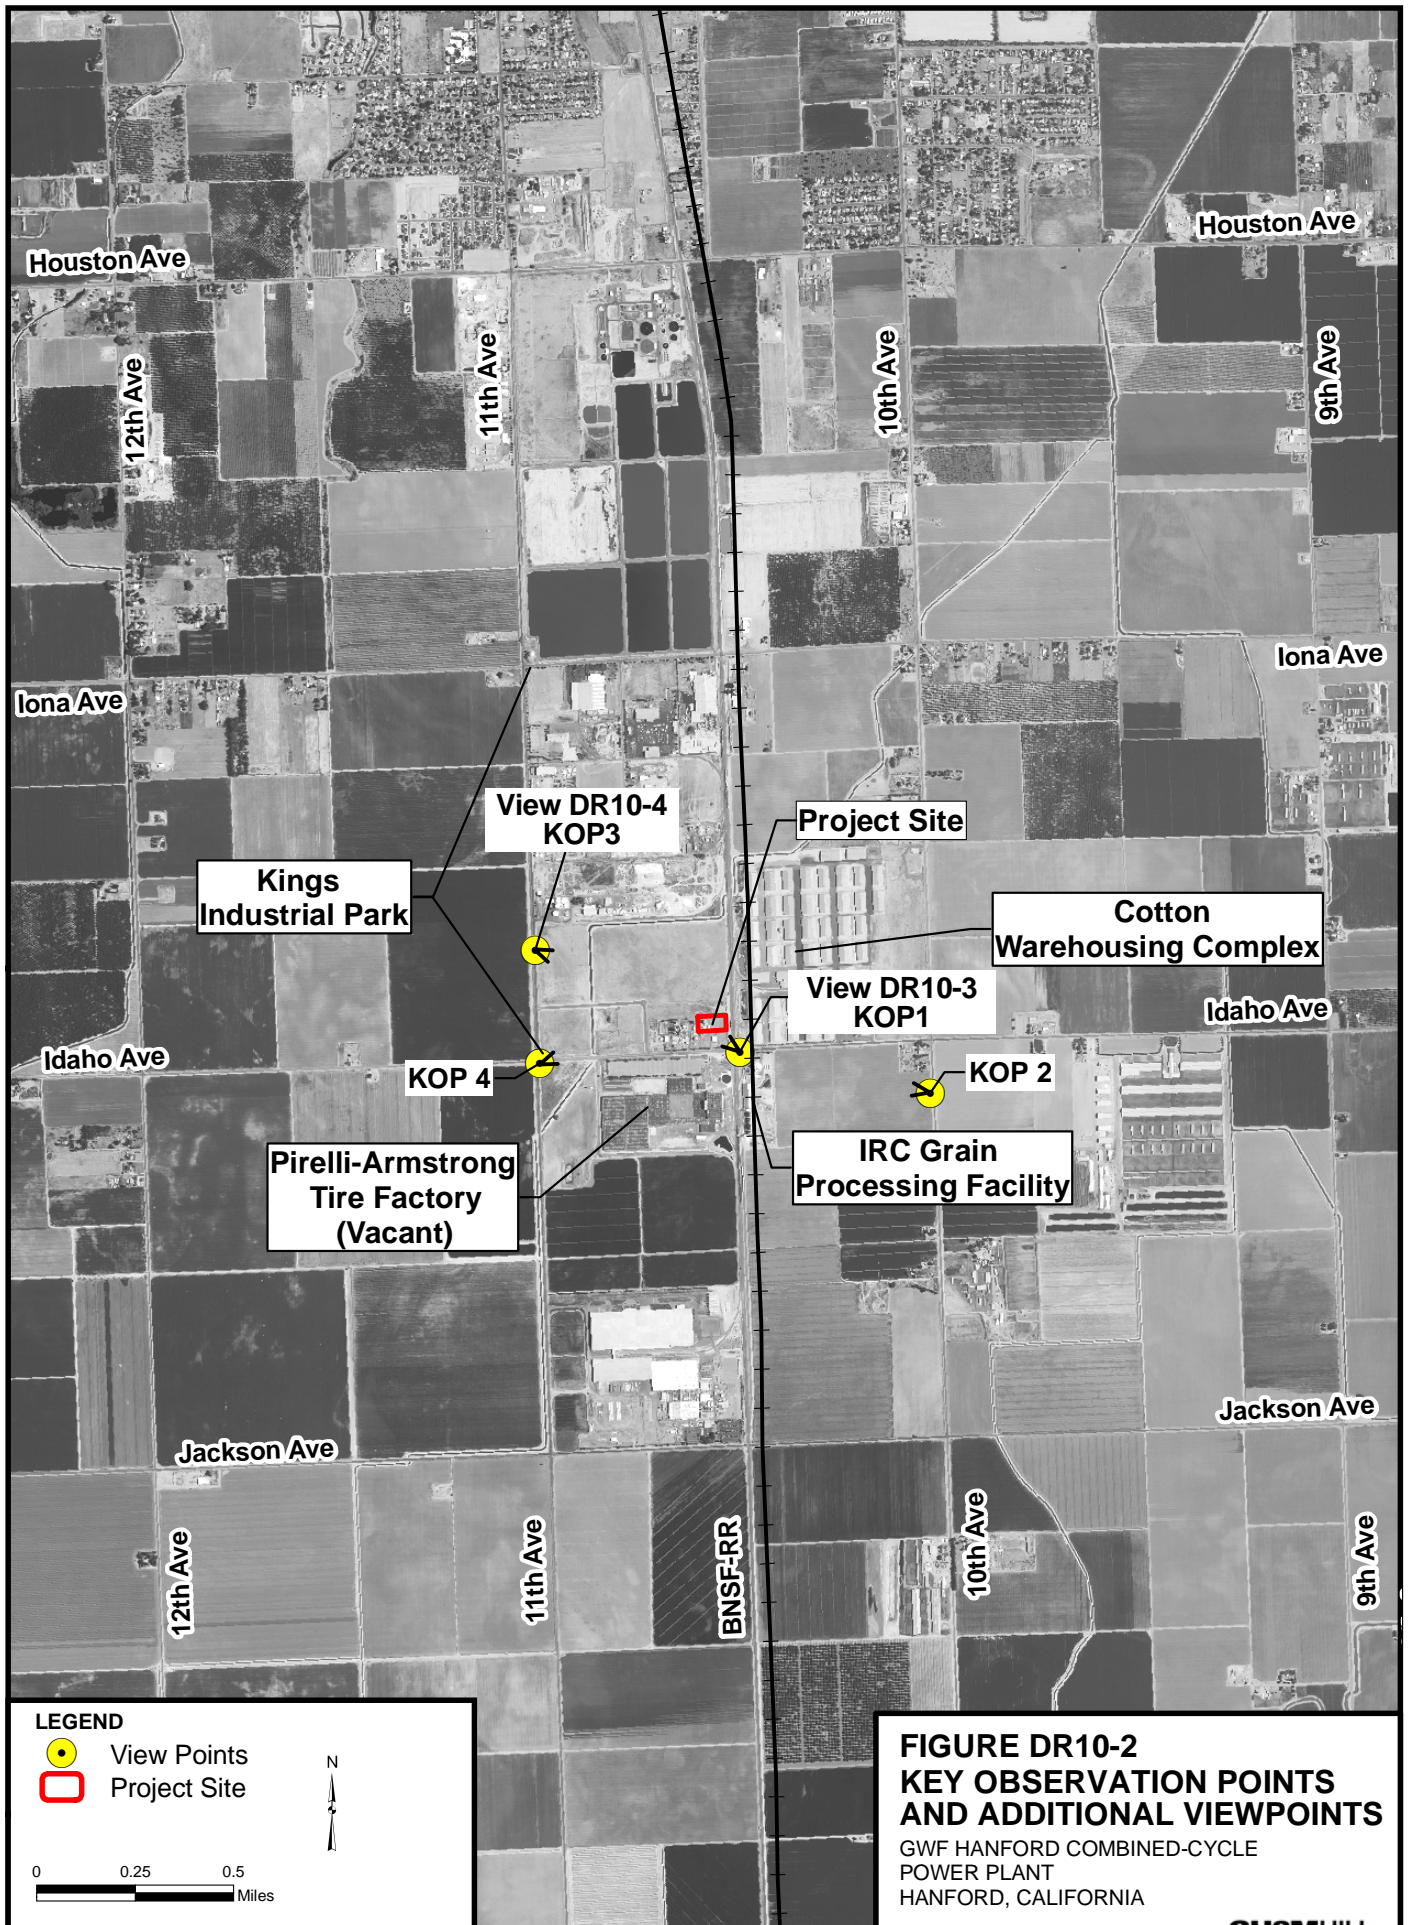 Houston Ave
Houston Ave
12th Ave
11th Ave
10th Ave
9th Ave
Iona Ave
Iona Ave
View DR10-4
KOP3
Project Site
Kings
Industrial Park
Cotton
Warehousing Complex
View DR10-3
KOP1
Idaho Ave
Idaho Ave
KOP 4
KOP 2
Pirelli-Armstrong
Tire Factory
(Vacant)
IRC Grain
Processing Facility
Jackson Ave
Jackson Ave
12th Ave
11th Ave
BNSF-RR
10th Ave
9th Ave
LEGEND
View Points
Project Site
N
0 0.25 0.5
Miles
FIGURE DR10-2
KEY OBSERVATION POINTS
AND ADDITIONAL VIEWPOINTS
GWF HANFORD COMBINED-CYCLE
POWER PLANT
HANFORD, CALIFORNIA